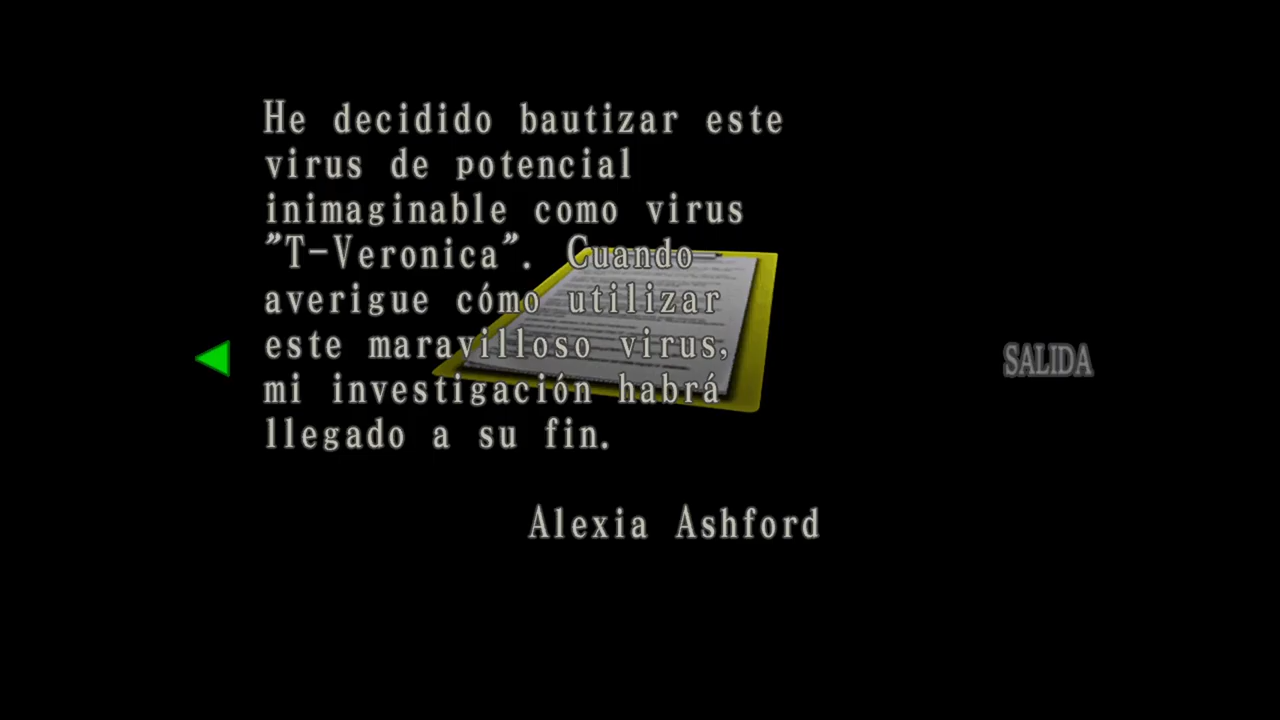 He decidido bautizar este
virus de potencial
inimaginable como virus
"T-Veronica". Cuando
averigue cómo utilizar
este maravilloso virus,
mi investigación habrá
llegado a su fin.
Alexia Ashford
SALIDA